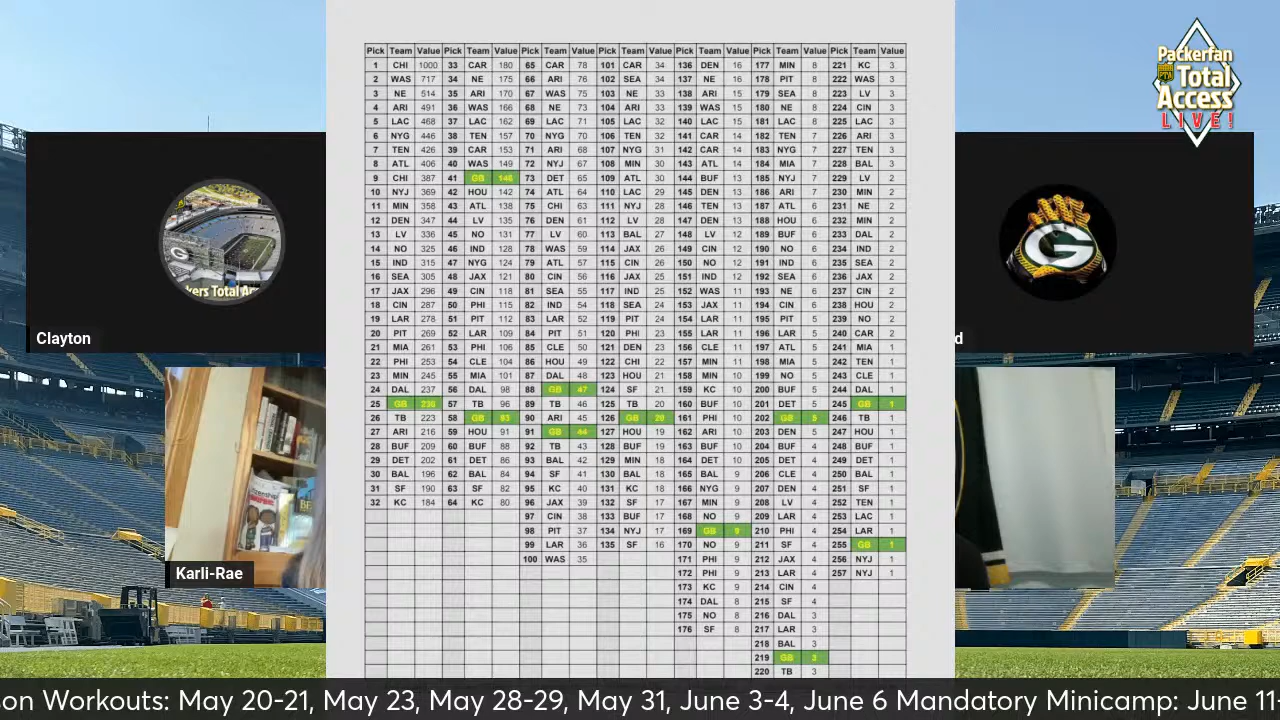 Packerfan
PTA Total
Access
LIVE!
Pick Team Value Pick Team Value Pick Team Value Pick Team Value Pick Team Value Pick Team Value Pick Team Value
1 CHI 1000 33 CAR 180 65 CAR 78 101 CAR 34 136 DEN 16 177 MIN 8 221 KC 3
2 WAS 717 34 NE 175 66 ARI 76 102 SEA 34 137 NE 16 178 PIT 8 222 WAS 3
3 NE 514 35 ARI 170 67 WAS 75 103 NE 33 138 ARI 15 179 SEA 8 223 LV 3
4 ARI 491 36 WAS 166 68 NE 73 104 ARI 33 139 WAS 15 180 NE 8 224 CIN 3
5 LAC 468 37 LAC 162 69 LAC 71 105 LAC 32 140 LAC 15 181 LAC 8 225 LAC 3
6 NYG 446 38 TEN 157 70 NYG 70 106 TEN 32 141 CAR 14 182 TEN 7 226 ARI 3
7 TEN 426 39 CAR 153 71 ARI 68 107 NYG 31 142 CAR 14 183 NYG 7 227 TEN 3
8 ATL 406 40 WAS 149 72 NYJ 67 108 MIN 30 143 ATL 14 184 MIA 7 228 BAL 3
9 CHI 387 41 GB 146 73 DET 65 109 ATL 30 144 BUF 13 185 NYJ 7 229 LV 2
10 NYJ 369 42 HOU 142 74 ATL 64 110 LAC 29 145 DEN 13 186 ARI 7 230 MIN 2
11 MIN 358 43 ATL 138 75 CHI 63 111 NYJ 28 146 TEN 13 187 ATL 6 231 NE 2
12 DEN 347 44 LV 135 76 DEN 61 112 LV 28 147 DEN 13 188 HOU 6 232 MIN 2
13 LV 336 45 NO 131 77 LV 60 113 BAL 27 148 LV 12 189 BUF 6 233 DAL 2
14 NO 325 46 IND 128 78 WAS 59 114 JAX 26 149 CIN 12 190 NO 6 234 IND 2
15 IND 315 47 NYG 124 79 ATL 57 115 CIN 26 150 NO 12 191 IND 6 235 SEA 2
16 SEA 305 48 JAX 121 80 CIN 56 116 JAX 25 151 IND 12 192 SEA 6 236 JAX 2
17 JAX 296 49 CIN 118 81 SEA 55 117 IND 25 152 WAS 11 193 NE 6 237 CIN 2
18 CIN 287 50 PHI 115 82 IND 54 118 SEA 24 153 JAX 11 194 CIN 6 238 HOU 2
19 LAR 278 51 PIT 112 83 LAR 52 119 PIT 24 154 LAR 11 195 PIT 5 239 NO 2
20 PIT 269 52 LAR 109 84 PIT 51 120 PHI 23 155 LAR 11 196 LAR 5 240 CAR 2
21 MIA 261 53 PHI 106 85 CLE 50 121 DEN 23 156 CLE 11 197 ATL 5 241 MIA 1
22 PHI 253 54 CLE 104 86 HOU 49 122 CHI 22 157 MIN 11 198 MIA 5 242 TEN 1
23 MIN 245 55 MIA 101 87 DAL 48 123 HOU 21 158 MIN 10 199 NO 5 243 CLE 1
24 DAL 237 56 DAL 98 88 GB 47 124 SF 21 159 KC 10 200 BUF 5 244 DAL 1
25 GB 230 57 TB 96 89 TB 46 125 TB 20 160 BUF 10 201 DET 5 245 GB 1
26 TB 223 58 GB 93 90 ARI 45 126 GB 20 161 PHI 10 202 GB 5 246 TB 1
27 ARI 216 59 HOU 91 91 GB 44 127 HOU 19 162 ARI 10 203 DEN 5 247 HOU 1
28 BUF 209 60 BUF 88 92 TB 43 128 BUF 19 163 BUF 10 204 BUF 4 248 BUF 1
29 DET 202 61 DET 86 93 BAL 42 129 MIN 18 164 DET 10 205 DET 4 249 DET 1
30 BAL 196 62 BAL 84 94 SF 41 130 BAL 18 165 BAL 9 206 CLE 4 250 BAL 1
31 SF 190 63 SF 82 95 KC 40 131 KC 18 166 NYG 9 207 DEN 4 251 SF 1
32 KC 184 64 KC 80 96 JAX 39 132 SF 17 167 MIN 9 208 LV 4 252 TEN 1
97 CIN 38 133 BUF 17 168 NO 9 209 LAR 4 253 LAC 1
98 PIT 37 134 NYJ 17 169 GB 9 210 PHI 4 254 LAR 1
99 LAR 36 135 SF 16 170 NO 9 211 SF 4 255 GB 1
100 WAS 35 171 PHI 9 212 JAX 4 256 NYJ 1
172 PHI 9 213 LAR 4 257 NYJ 1
173 KC 9 214 CIN 4
174 DAL 8 215 SF 4
175 NO 8 216 DAL 3
176 SF 8 217 LAR 3
218 BAL 3
219 GB 3
220 TB 3
kers Total Ac
Clayton
d
Karli-Rae
on Workouts: May 20-21, May 23, May 28-29, May 31, June 3-4, June 6 Mandatory Minicamp: June 11